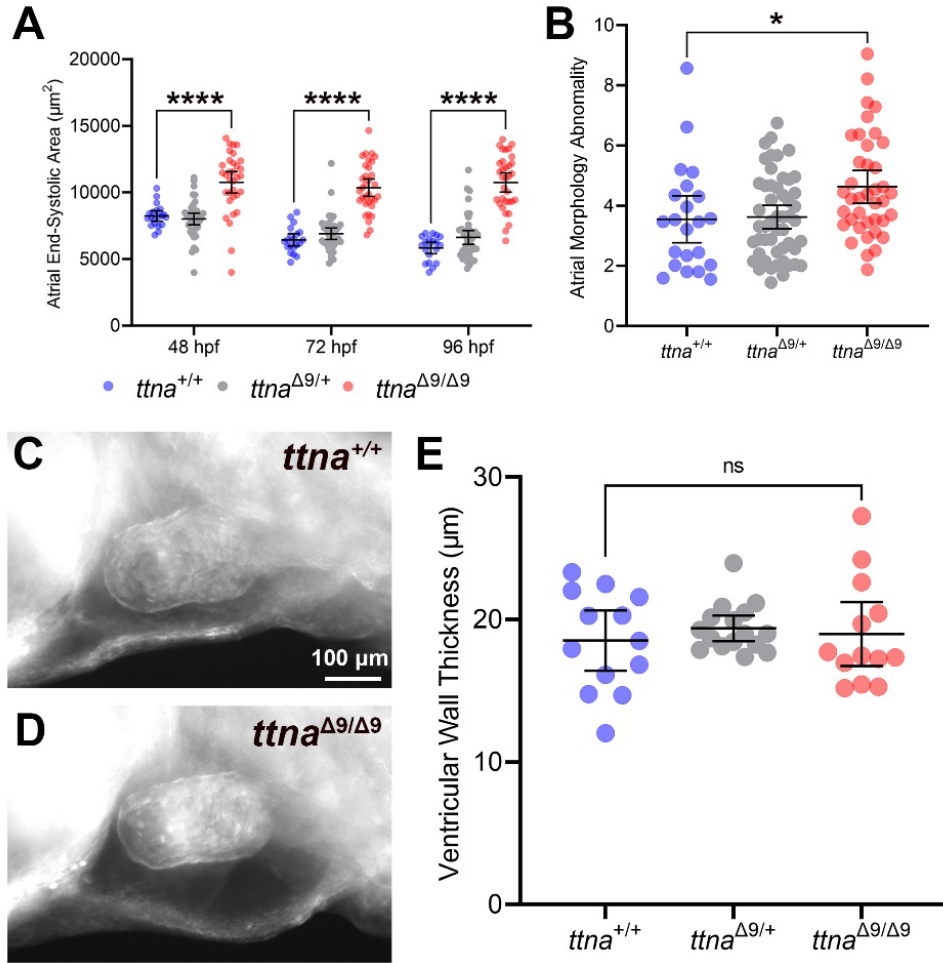 A
Atrial End-Systolic Area (µm²)
20000
15000
10000
5000
0
****
****
****
48 hpf
72 hpf
96 hpf
ttna+/+
ttnaΔ9/+
ttnaΔ9/Δ9
B
Atrial Morphology Abnomality
10
8
6
4
2
0
*
ttna+/+
ttnaΔ9/+
ttnaΔ9/Δ9
C
ttna+/+
100 µm
D
ttnaΔ9/Δ9
E
Ventricular Wall Thickness (µm)
30
20
10
0
ns
ttna+/+
ttnaΔ9/+
ttnaΔ9/Δ9